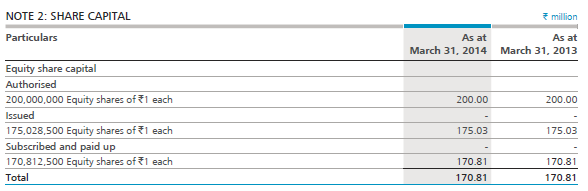 NOTE 2: SHARE CAPITAL ₹ million
Particulars As at March 31, 2014 As at March 31, 2013
Equity share capital
Authorised
200,000,000 Equity shares of ₹1 each 200.00 200.00
Issued - -
175,028,500 Equity shares of ₹1 each 175.03 175.03
Subscribed and paid up - -
170,812,500 Equity shares of ₹1 each 170.81 170.81
Total 170.81 170.81